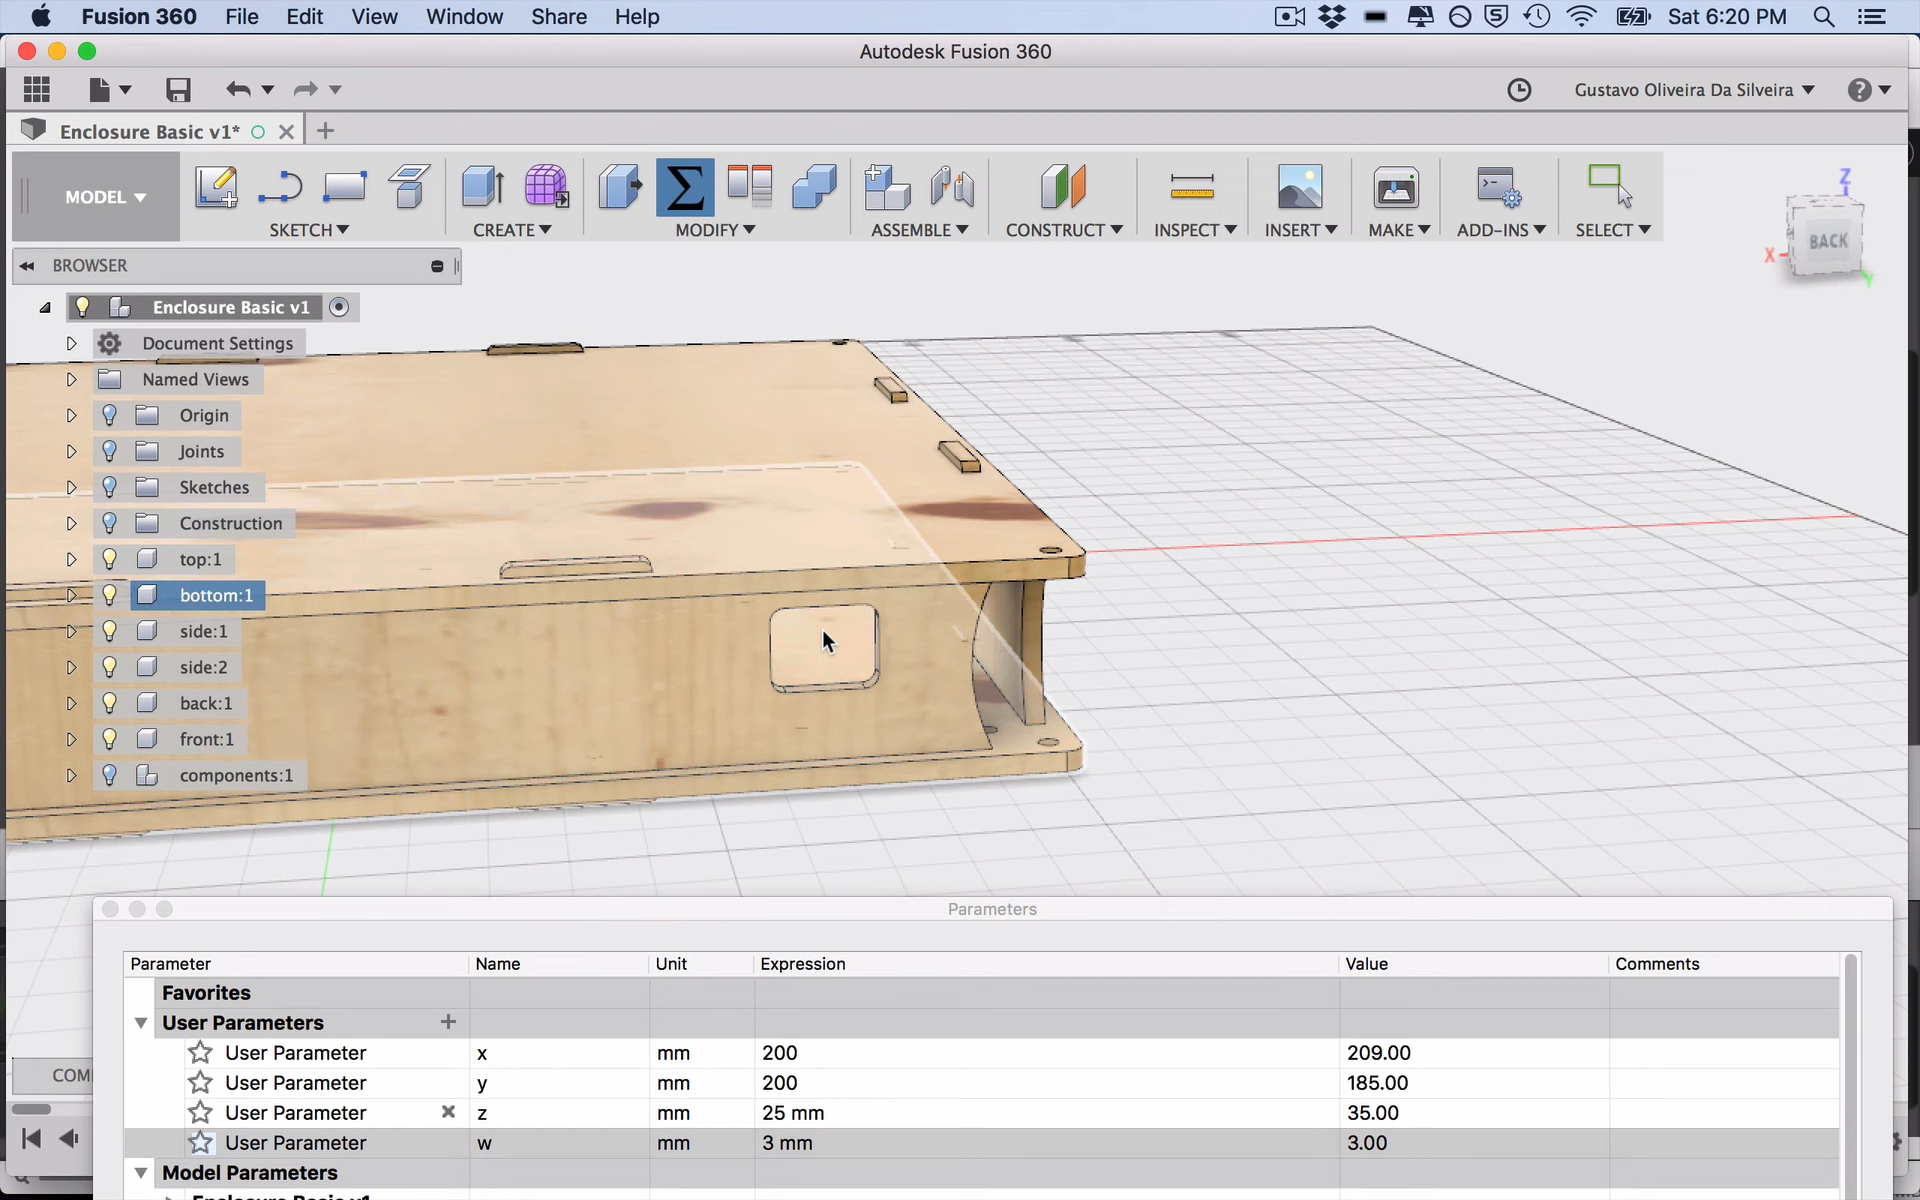 Fusion 360 File Edit View Window Share Help Sat 6:20 PM
Autodesk Fusion 360
Gustavo Oliveira Da Silveira
Enclosure Basic v1*
MODEL
SKETCH CREATE MODIFY ASSEMBLE CONSTRUCT INSPECT INSERT MAKE ADD-INS SELECT
Z
X
BACK
Y
BROWSER
Enclosure Basic v1
Document Settings
Named Views
Origin
Joints
Sketches
Construction
top:1
bottom:1
side:1
side:2
back:1
front:1
components:1
Parameters
Parameter Name Unit Expression Value Comments
Favorites
User Parameters
User Parameter x mm 200 209.00
User Parameter y mm 200 185.00
User Parameter z mm 25 mm 35.00
User Parameter w mm 3 mm 3.00
Model Parameters
Enclosure Basic v1
COM